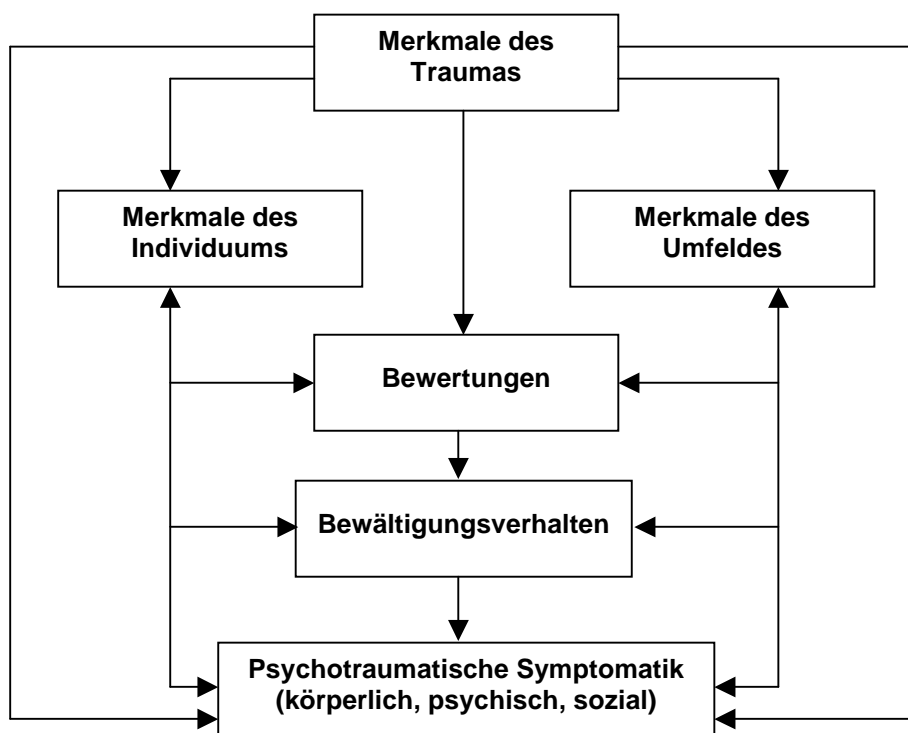 Merkmale des
Traumas
Merkmale des
Individuums
Merkmale des
Umfeldes
Bewertungen
Bewältigungsverhalten
Psychotraumatische Symptomatik
(körperlich, psychisch, sozial)